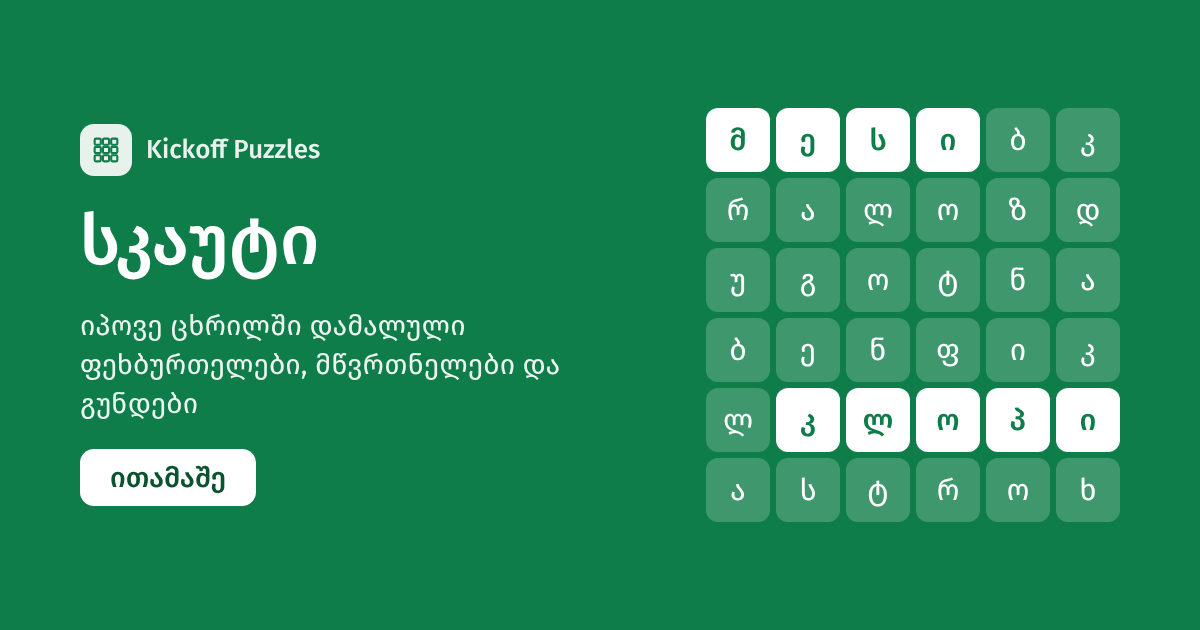 Kickoff Puzzles
სკაუტი
იპოვე ცხრილში დამალული
ფეხბურთელები, მწვრთნელები და
გუნდები
ითამაშე
მ ე ს ი ბ კ
რ ა ლ ო ზ დ
უ გ ო ტ ნ ა
ბ ე ნ ფ ი კ
ლ კ ლ ო პ ი
ა ს ტ რ ო ხ